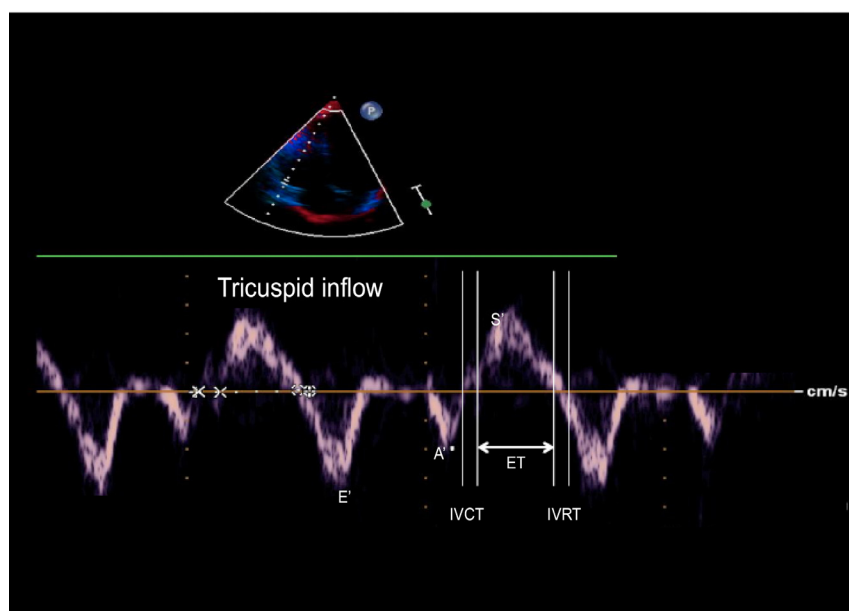 P
Tricuspid inflow
S'
cm/s
A'
ET
E'
IVCT
IVRT